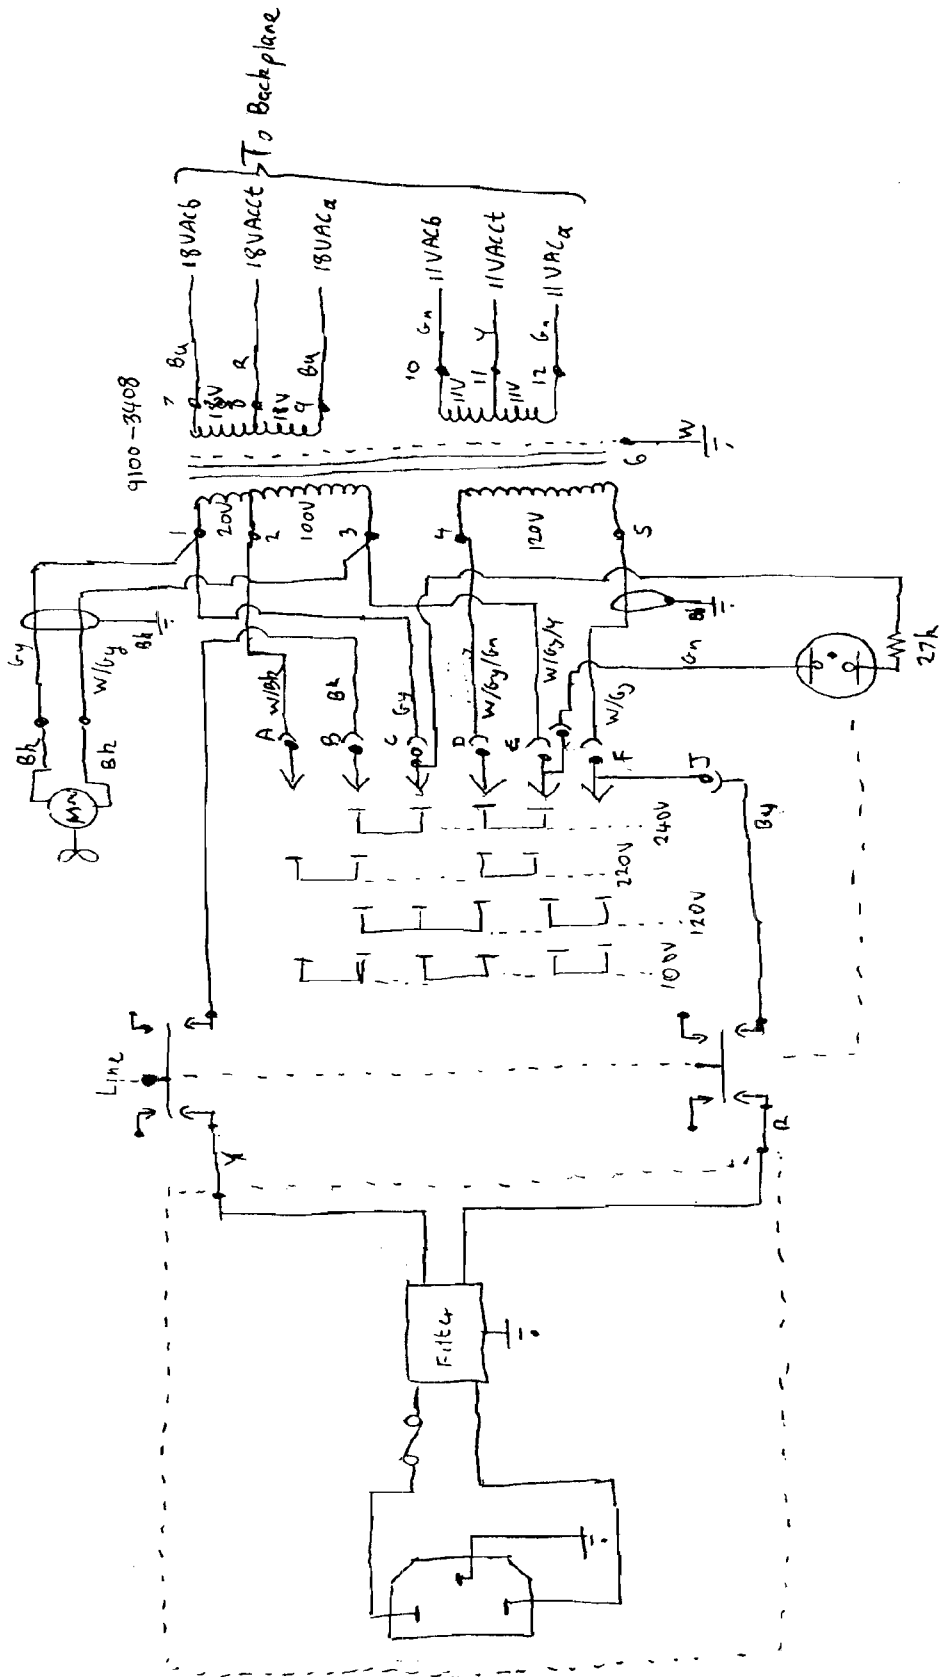 To Backplane
9100-3408
18VACb
18VACCt
18VACa
11VACb
11VACCt
11VACa
Bu
R
Bu
Gn
Y
Gn
7
18V
8
18V
9
10
11V
11
11V
12
6
W
1
20V
2
100V
3
4
120V
5
Gy
W/Gy
Bk
Bk
Bk
M
A
W/Bk
B
Bk
C
Gy
D
W/Gy/Gn
E
W/Gy/Y
F
W/Gy
Bk
Gn
27k
J
Bu
240V
220V
120V
100V
Line
Y
R
Filter